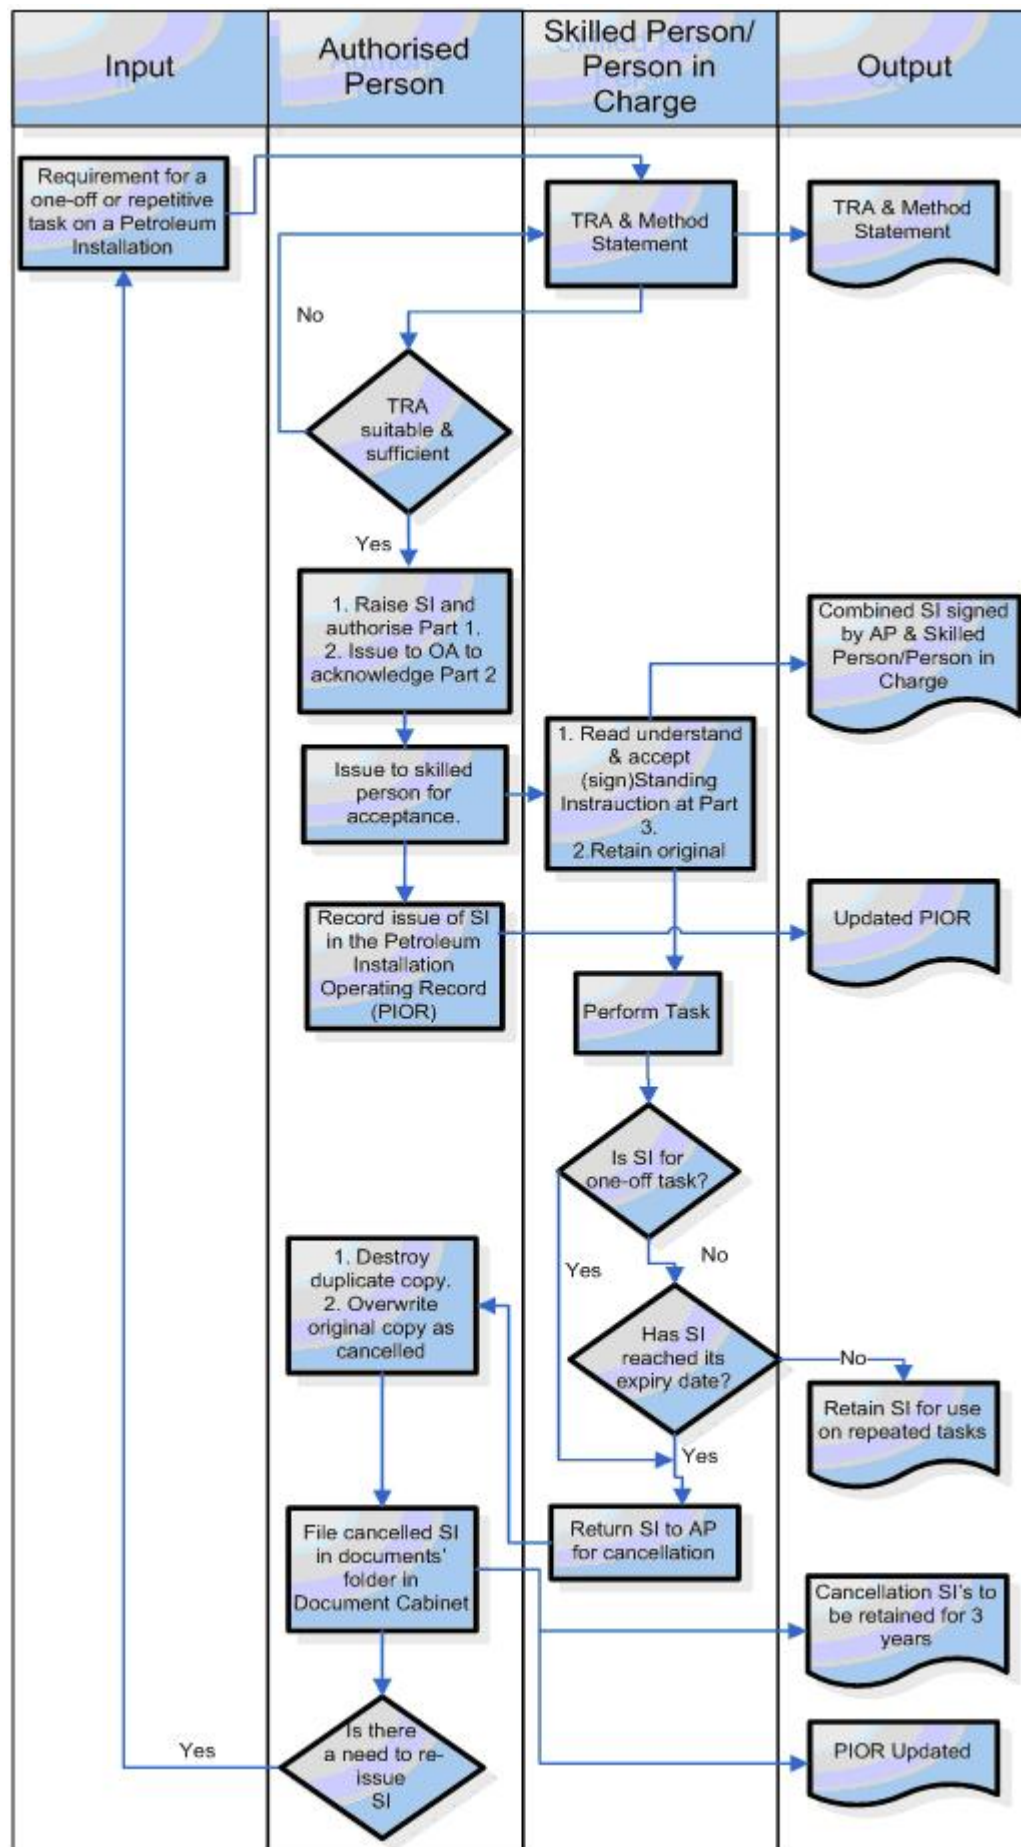 Input
Authorised
Person
Skilled Person/
Person in
Charge
Output
Requirement for a
one-off or repetitive
task on a Petroleum
Installation
TRA & Method
Statement
TRA & Method
Statement
No
TRA
suitable &
sufficient
Yes
1. Raise SI and
authorise Part 1.
2. Issue to OA to
acknowledge Part 2
Combined SI signed
by AP & Skilled
Person/Person in
Charge
Issue to skilled
person for
acceptance.
1. Read understand
& accept
(sign)Standing
Instrauction at Part
3.
2.Retain original
Record issue of SI
in the Petroleum
Installation
Operating Record
(PIOR)
Updated PIOR
Perform Task
Is SI for
one-off task?
Yes
No
1. Destroy
duplicate copy.
2. Overwrite
original copy as
cancelled
Has SI
reached its
expiry date?
No
Retain SI for use
on repeated tasks
Yes
File cancelled SI
in documents'
folder in
Document Cabinet
Return SI to AP
for cancellation
Cancellation SI's to
be retained for 3
years
Is there
a need to re-
issue
SI
Yes
PIOR Updated